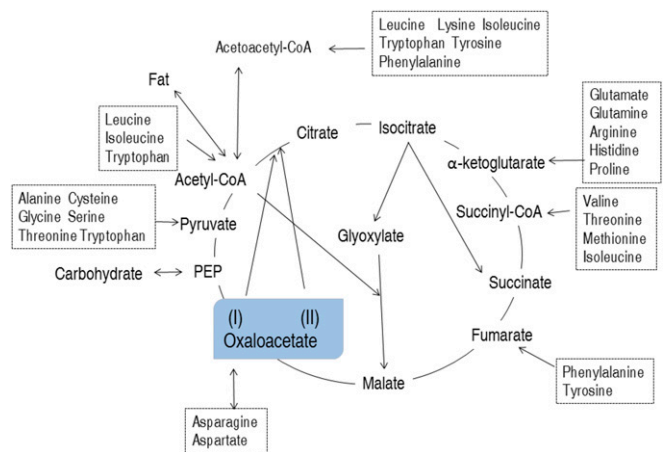 Acetoacetyl-CoA
Leucine Lysine Isoleucine
Tryptophan Tyrosine
Phenylalanine
Fat
Leucine
Isoleucine
Tryptophan
Citrate
Isocitrate
Glutamate
Glutamine
Arginine
Histidine
Proline
α-ketoglutarate
Acetyl-CoA
Alanine Cysteine
Glycine Serine
Threonine Tryptophan
Pyruvate
Glyoxylate
Succinyl-CoA
Valine
Threonine
Methionine
Isoleucine
Carbohydrate
PEP
Succinate
(I) (II)
Oxaloacetate
Fumarate
Malate
Phenylalanine
Tyrosine
Asparagine
Aspartate